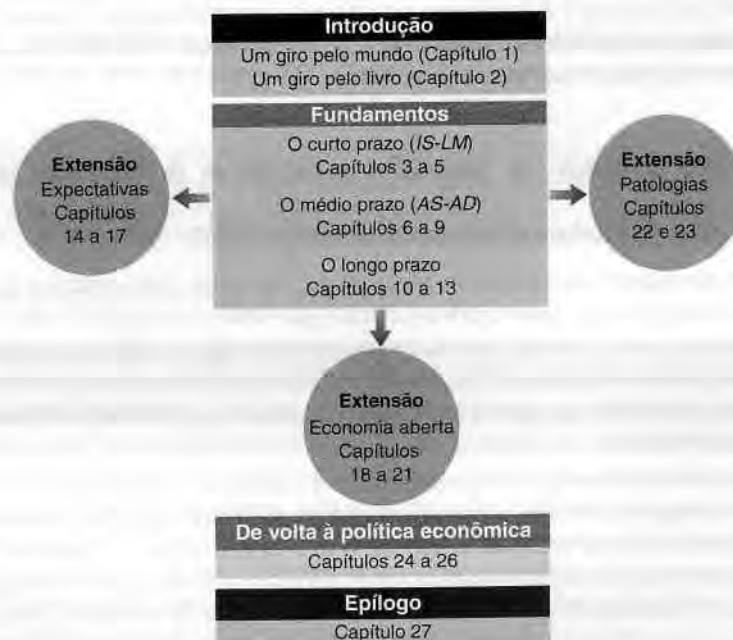 Introdução
Um giro pelo mundo (Capítulo 1)
Um giro pelo livro (Capítulo 2)
Fundamentos
O curto prazo (IS-LM)
Capítulos 3 a 5
O médio prazo (AS-AD)
Capítulos 6 a 9
O longo prazo
Capítulos 10 a 13
Extensão
Expectativas
Capítulos
14 a 17
Extensão
Patologias
Capítulos
22 e 23
Extensão
Economia aberta
Capítulos
18 a 21
De volta à política econômica
Capítulos 24 a 26
Epílogo
Capítulo 27